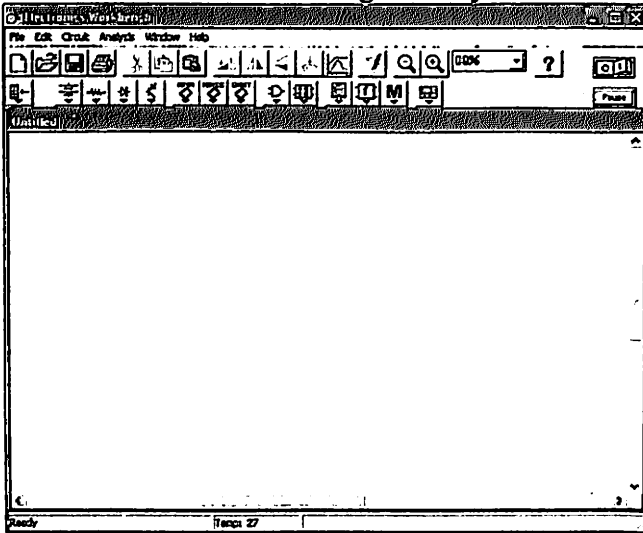 Electronics Workbench
File Edit Circuit Analysis Window Help
?
Pause
M
Untitled
Ready
Temp: 27